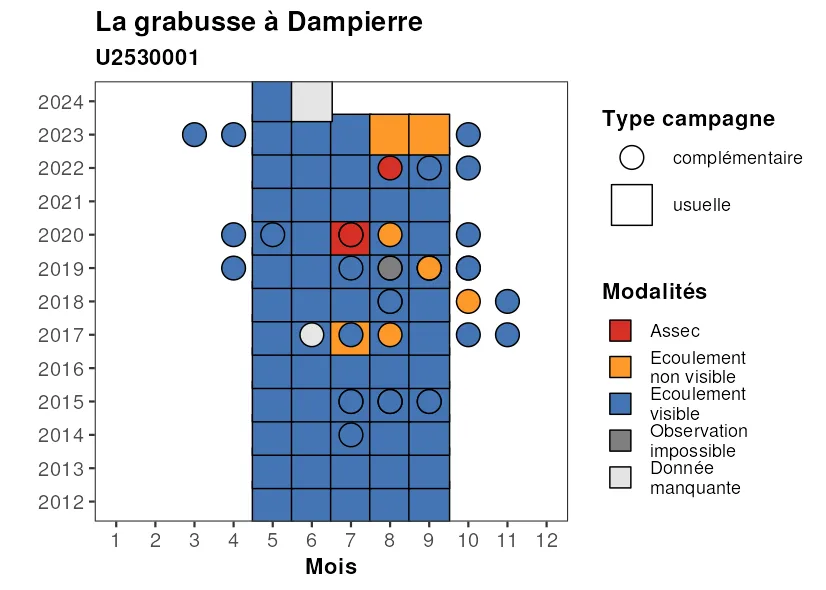 La grabusse à Dampierre
U2530001
2024
2023
2022
2021
2020
2019
2018
2017
2016
2015
2014
2013
2012
1 2 3 4 5 6 7 8 9 10 11 12
Mois
Type campagne
complémentaire
usuelle
Modalités
Assec
Ecoulement
non visible
Ecoulement
visible
Observation
impossible
Donnée
manquante